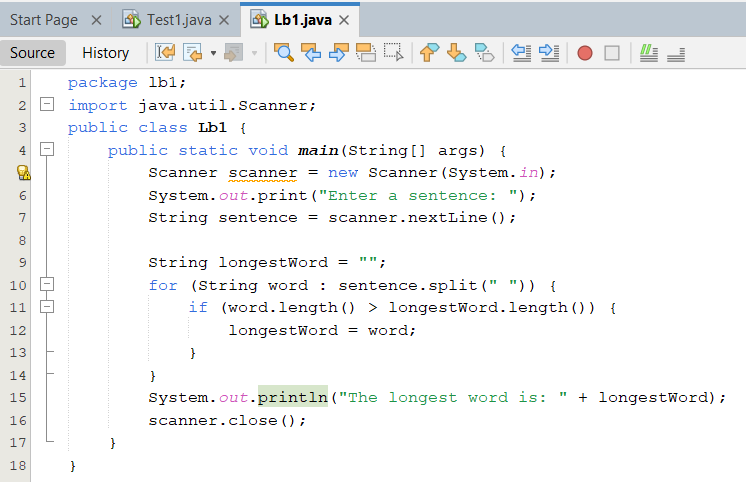 Start Page Test1.java Lb1.java
Source History
1 package lb1;
2 import java.util.Scanner;
3 public class Lb1 {
4 public static void main(String[] args) {
Scanner scanner = new Scanner(System.in);
6 System.out.print("Enter a sentence: ");
7 String sentence = scanner.nextLine();
8
9 String longestWord = "";
10 for (String word : sentence.split(" ")) {
11 if (word.length() > longestWord.length()) {
12 longestWord = word;
13 }
14 }
15 System.out.println("The longest word is: " + longestWord);
16 scanner.close();
17 }
18 }